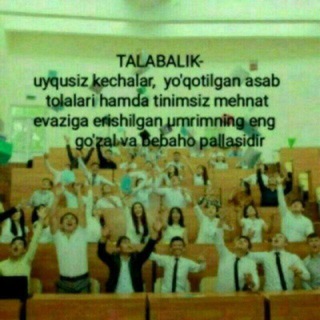 TALABALIK-
uyqusiz kechalar, yo'qotilgan asab
tolalari hamda tinimsiz mehnat
evaziga erishilgan umrimning eng
go'zal va bebaho pallasidir